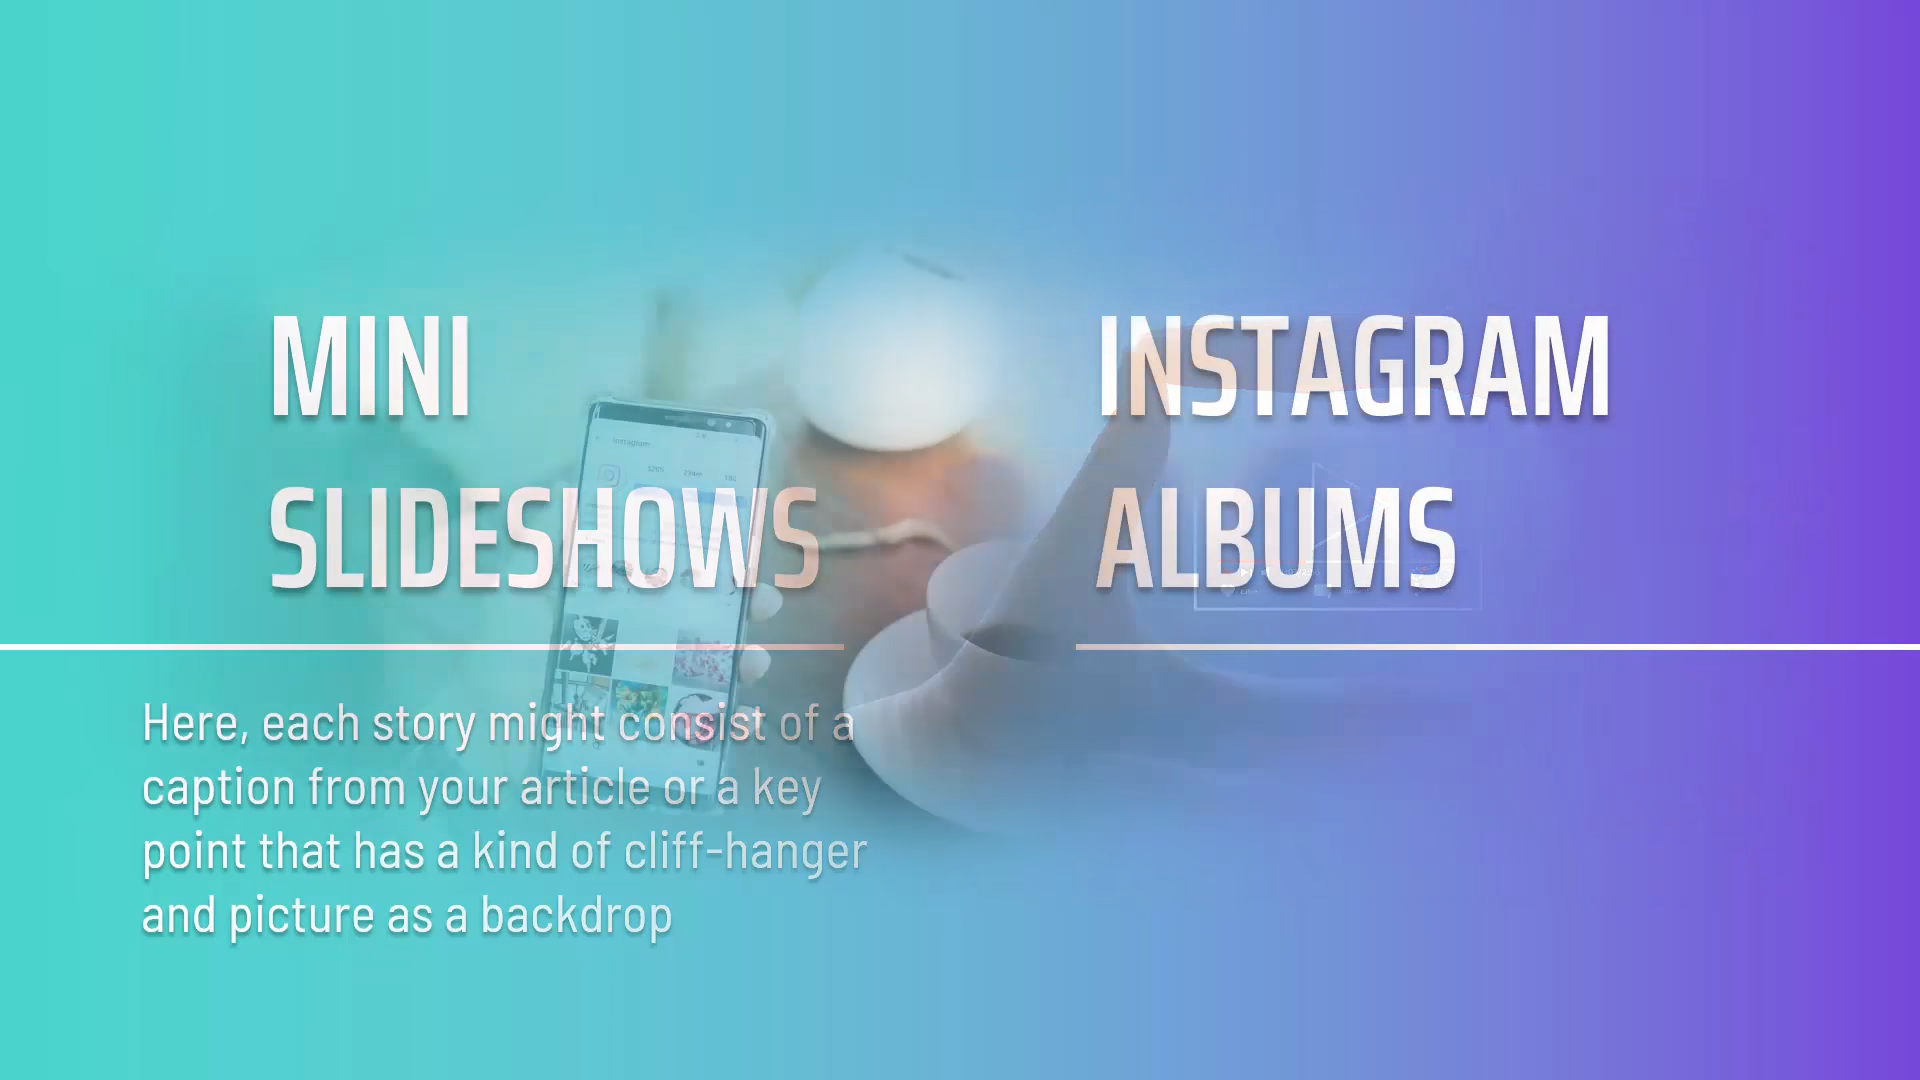 MINI
SLIDESHOWS
Here, each story might consist of a
caption from your article or a key
point that has a kind of cliff-hanger
and picture as a backdrop
INSTAGRAM
ALBUMS
Instagram